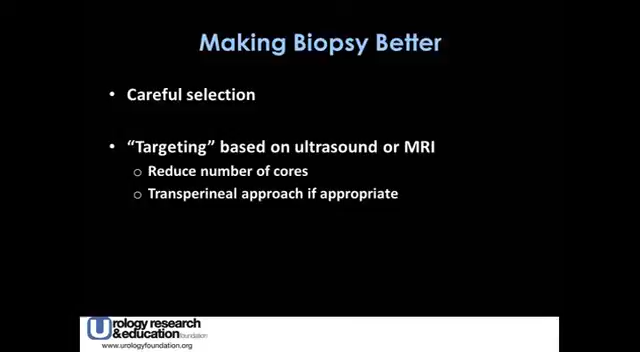 Making Biopsy Better
• Careful selection
• “Targeting” based on ultrasound or MRI
o Reduce number of cores
o Transperineal approach if appropriate
Urology research
&education foundation
www.urologyfoundation.org